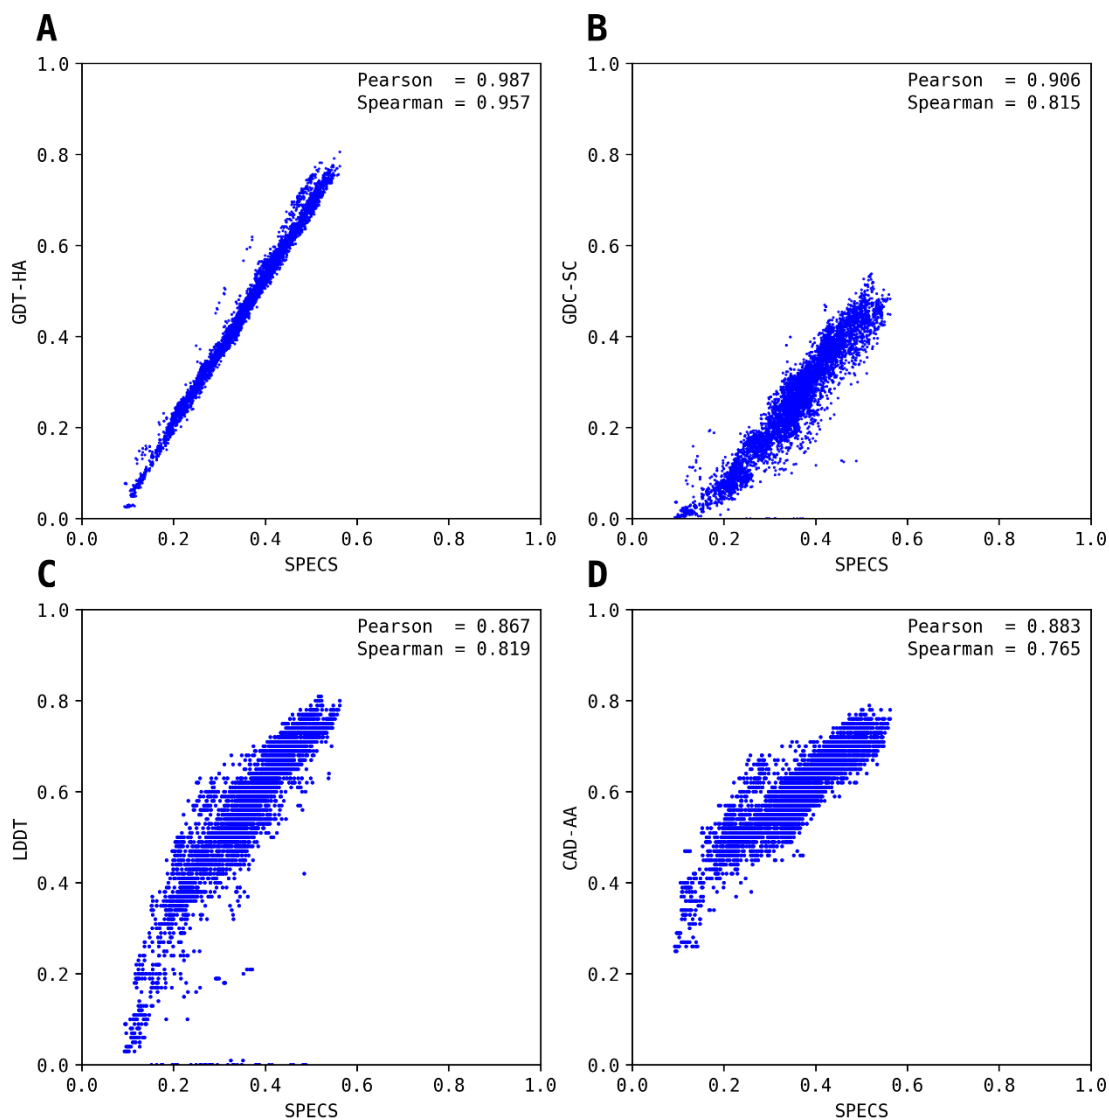 A
B
1.0
Pearson  = 0.987
Spearman = 0.957
0.8
0.6
GDT-HA
0.4
0.2
0.0
0.0 0.2 0.4 0.6 0.8 1.0
SPECS
1.0
Pearson  = 0.906
Spearman = 0.815
0.8
0.6
GDC-SC
0.4
0.2
0.0
0.0 0.2 0.4 0.6 0.8 1.0
SPECS
C
D
1.0
Pearson  = 0.867
Spearman = 0.819
0.8
0.6
LDDT
0.4
0.2
0.0
0.0 0.2 0.4 0.6 0.8 1.0
SPECS
1.0
Pearson  = 0.883
Spearman = 0.765
0.8
0.6
CAD-AA
0.4
0.2
0.0
0.0 0.2 0.4 0.6 0.8 1.0
SPECS